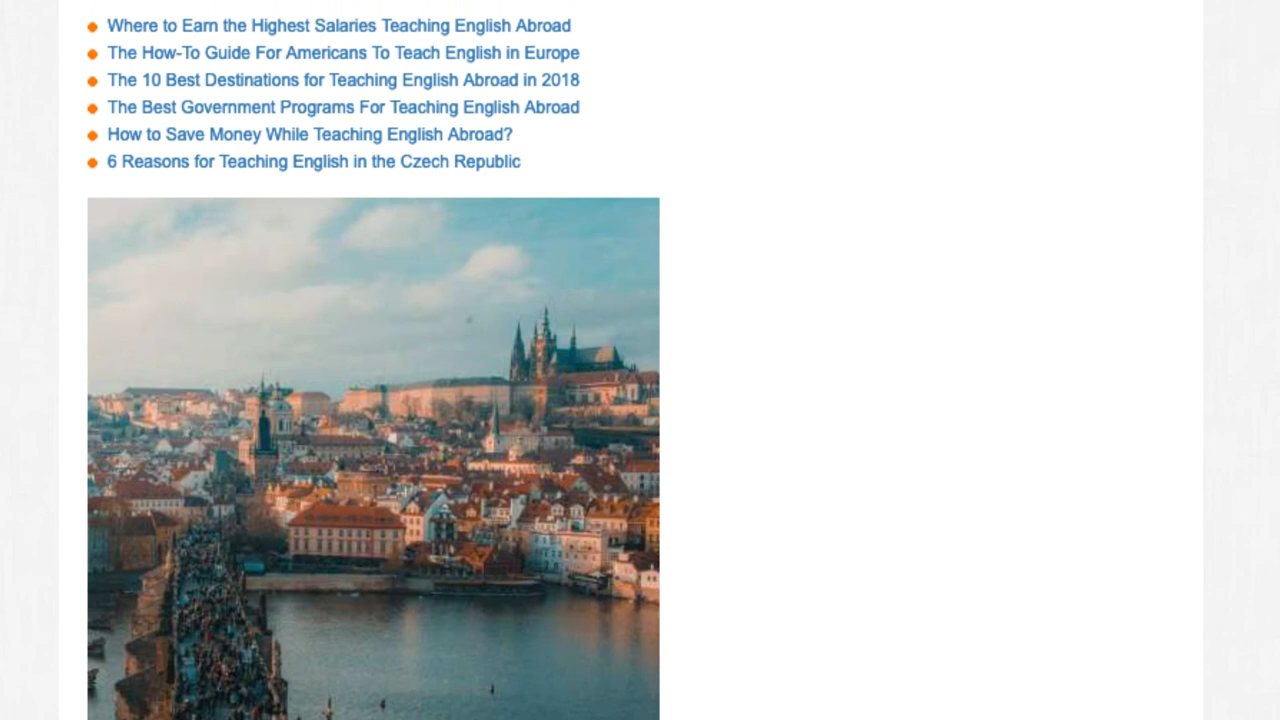 Where to Earn the Highest Salaries Teaching English Abroad
The How-To Guide For Americans To Teach English in Europe
The 10 Best Destinations for Teaching English Abroad in 2018
The Best Government Programs For Teaching English Abroad
How to Save Money While Teaching English Abroad?
6 Reasons for Teaching English in the Czech Republic